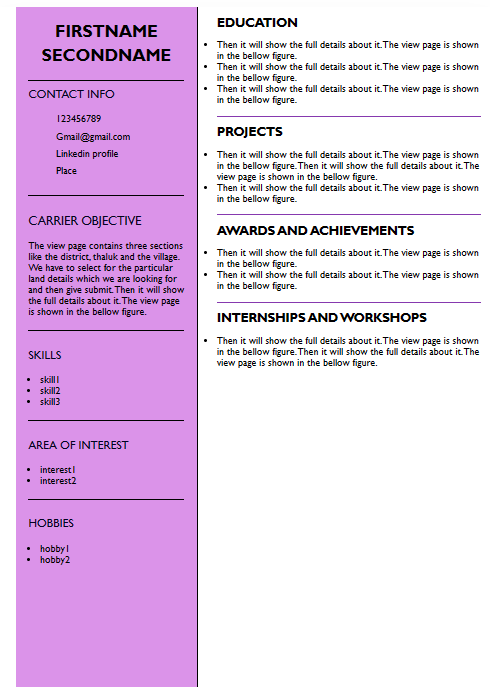 FIRSTNAME
SECONDNAME
CONTACT INFO
123456789
Gmail@gmail.com
Linkedin profile
Place
CARRIER OBJECTIVE
The view page contains three sections
like the district, thaluk and the village.
We have to select for the particular
land details which we are looking for
and then give submit. Then it will show
the full details about it. The view page
is shown in the bellow figure.
SKILLS
• skill1
• skill2
• skill3
AREA OF INTEREST
• interest1
• interest2
HOBBIES
• hobby1
• hobby2
EDUCATION
• Then it will show the full details about it. The view page is shown
in the bellow figure.
• Then it will show the full details about it. The view page is shown
in the bellow figure.
• Then it will show the full details about it. The view page is shown
in the bellow figure.
PROJECTS
• Then it will show the full details about it. The view page is shown
in the bellow figure. Then it will show the full details about it. The
view page is shown in the bellow figure.
• Then it will show the full details about it. The view page is shown
in the bellow figure.
AWARDS AND ACHIEVEMENTS
• Then it will show the full details about it. The view page is shown
in the bellow figure.
• Then it will show the full details about it. The view page is shown
in the bellow figure.
INTERNSHIPS AND WORKSHOPS
• Then it will show the full details about it. The view page is shown
in the bellow figure. Then it will show the full details about it. The
view page is shown in the bellow figure.